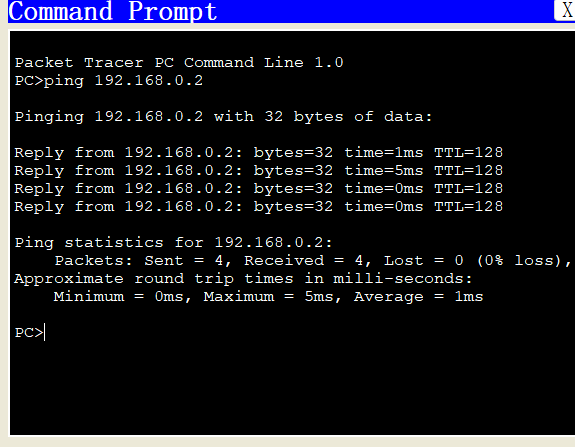 Command Prompt
X
Packet Tracer PC Command Line 1.0
PC>ping 192.168.0.2
Pinging 192.168.0.2 with 32 bytes of data:
Reply from 192.168.0.2: bytes=32 time=1ms TTL=128
Reply from 192.168.0.2: bytes=32 time=5ms TTL=128
Reply from 192.168.0.2: bytes=32 time=0ms TTL=128
Reply from 192.168.0.2: bytes=32 time=0ms TTL=128
Ping statistics for 192.168.0.2:
Packets: Sent = 4, Received = 4, Lost = 0 (0% loss),
Approximate round trip times in milli-seconds:
Minimum = 0ms, Maximum = 5ms, Average = 1ms
PC>